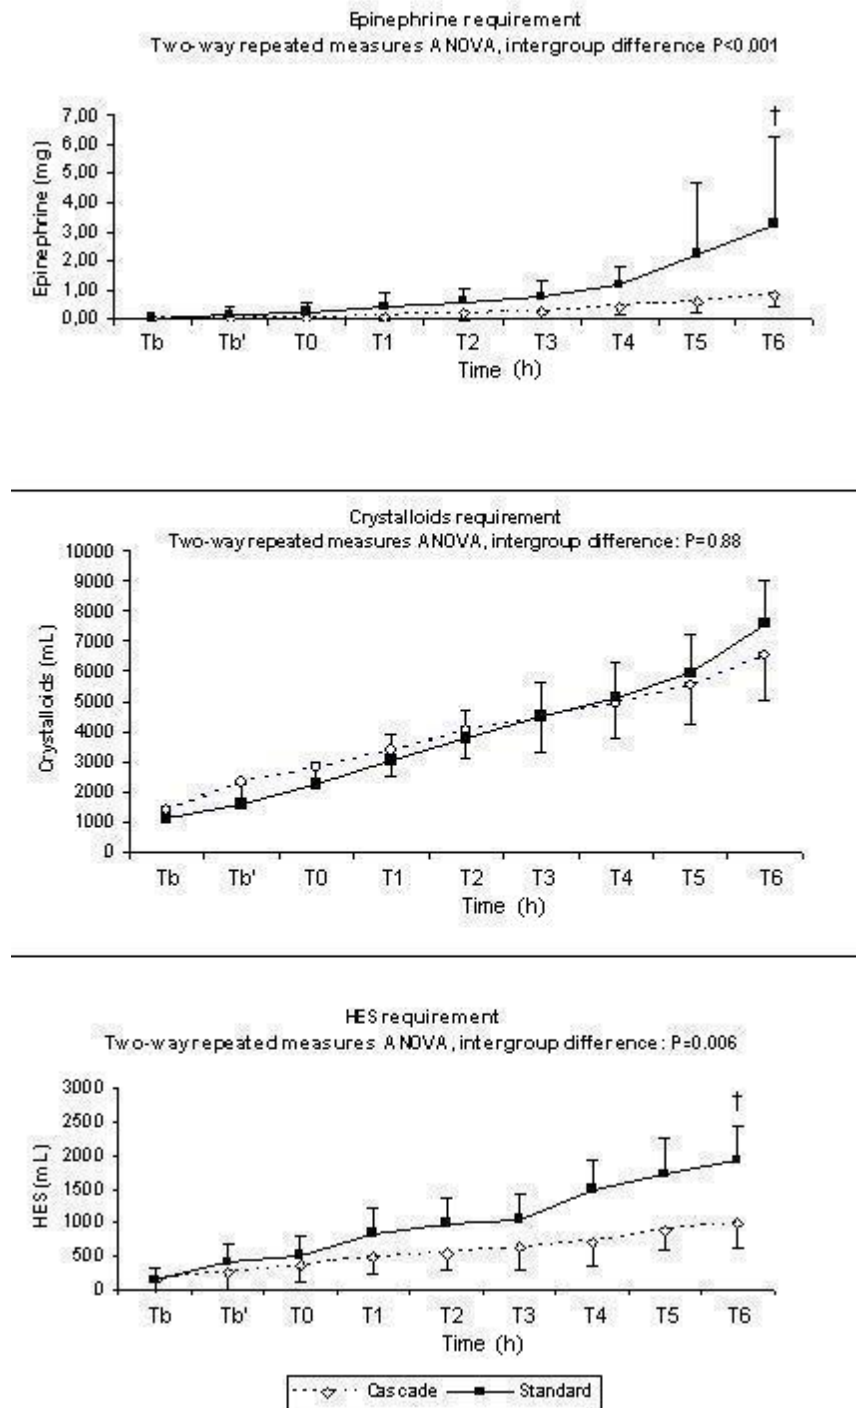 Epinephrine requirement
Two-way repeated measures ANOVA, intergroup difference P<0.001
7,00
6,00
5,00
4,00
3,00
2,00
1,00
0,00
Epinephrine (mg)
†
Tb Tb' T0 T1 T2 T3 T4 T5 T6
Time (h)
Crystalloids requirement
Two-way repeated measures ANOVA, intergroup difference: P=0.88
10000
9000
8000
7000
6000
5000
4000
3000
2000
1000
0
Crystalloids (mL)
Tb Tb' T0 T1 T2 T3 T4 T5 T6
Time (h)
HES requirement
Two-way repeated measures ANOVA, intergroup difference: P=0.006
3000
2500
2000
1500
1000
500
0
HES (mL)
†
Tb Tb' T0 T1 T2 T3 T4 T5 T6
Time (h)
Cascade Standard